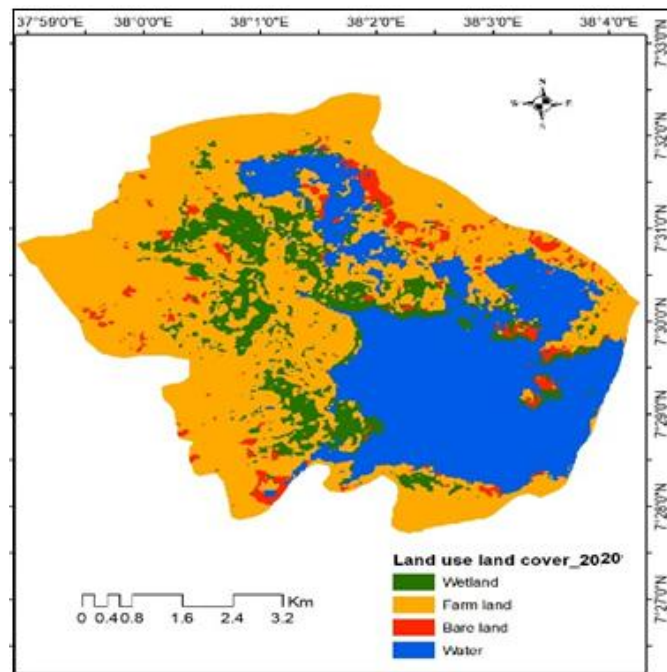 37°59'0"E 38°0'0"E 38°1'0"E 38°2'0"E 38°3'0"E 38°4'0"E
7°33'0"N
7°32'0"N
7°31'0"N
7°30'0"N
7°29'0"N
7°28'0"N
7°27'0"N
N
W E
S
Land use land cover_2020
Wetland
Farm land
Bare land
Water
Km
0 0.4 0.8 1.6 2.4 3.2